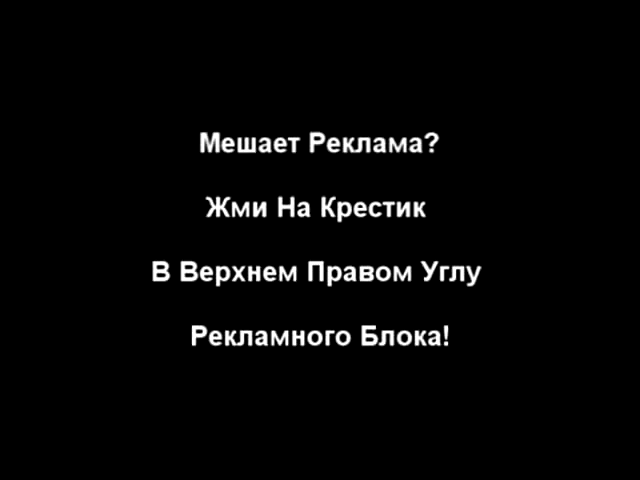 Мешает Реклама?
Жми На Крестик
В Верхнем Правом Углу
Рекламного Блока!